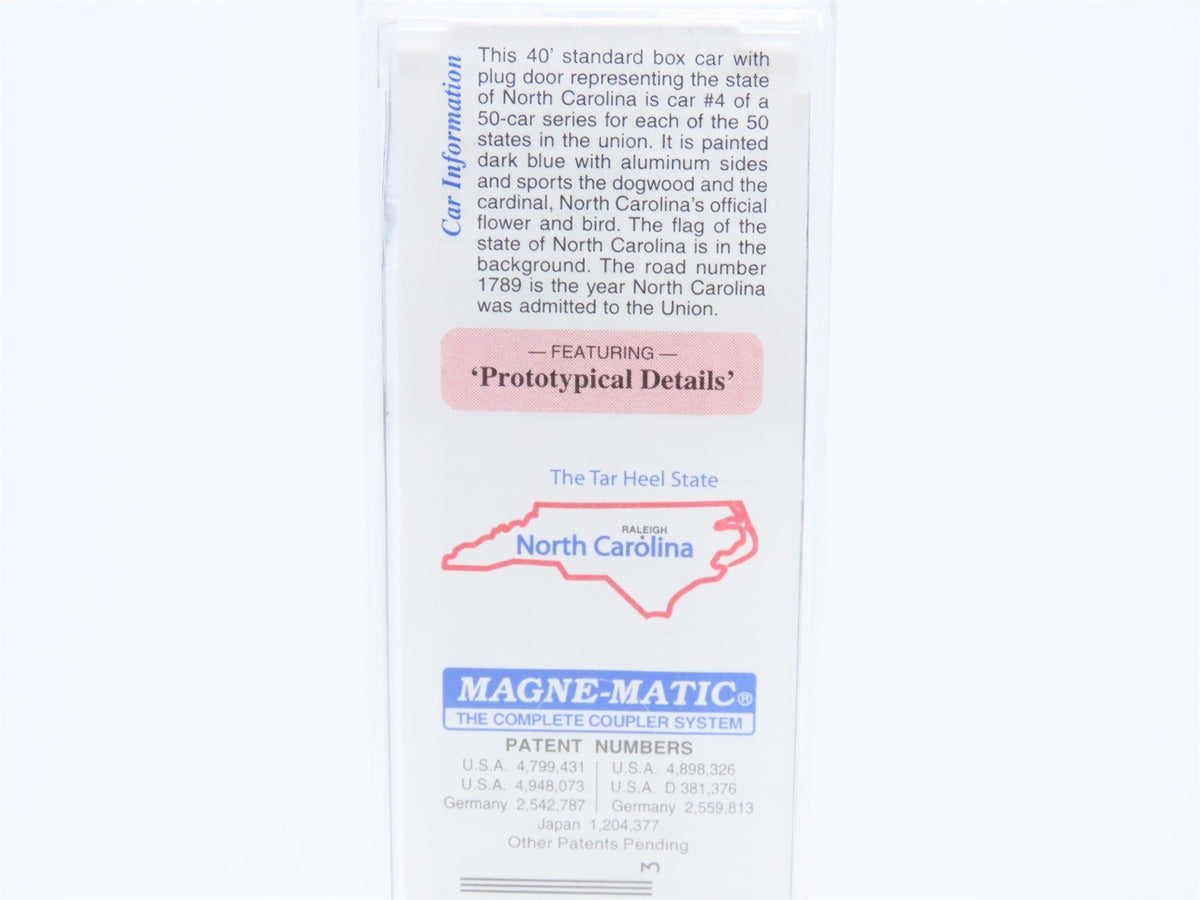 Car Information
This 40' standard box car with
plug door representing the state
of North Carolina is car #4 of a
50-car series for each of the 50
states in the union. It is painted
dark blue with aluminum sides
and sports the dogwood and the
cardinal, North Carolina's official
flower and bird. The flag of the
state of North Carolina is in the
background. The road number
1789 is the year North Carolina
was admitted to the Union.
— FEATURING —
'Prototypical Details'
The Tar Heel State
RALEIGH
North Carolina
MAGNE-MATIC®
THE COMPLETE COUPLER SYSTEM
PATENT NUMBERS
U.S.A. 4,799,431 | U.S.A. 4,898,326
U.S.A. 4,948,073 | U.S.A. D 381,376
Germany 2,542,787 | Germany 2,559,813
Japan 1,204,377
Other Patents Pending
3